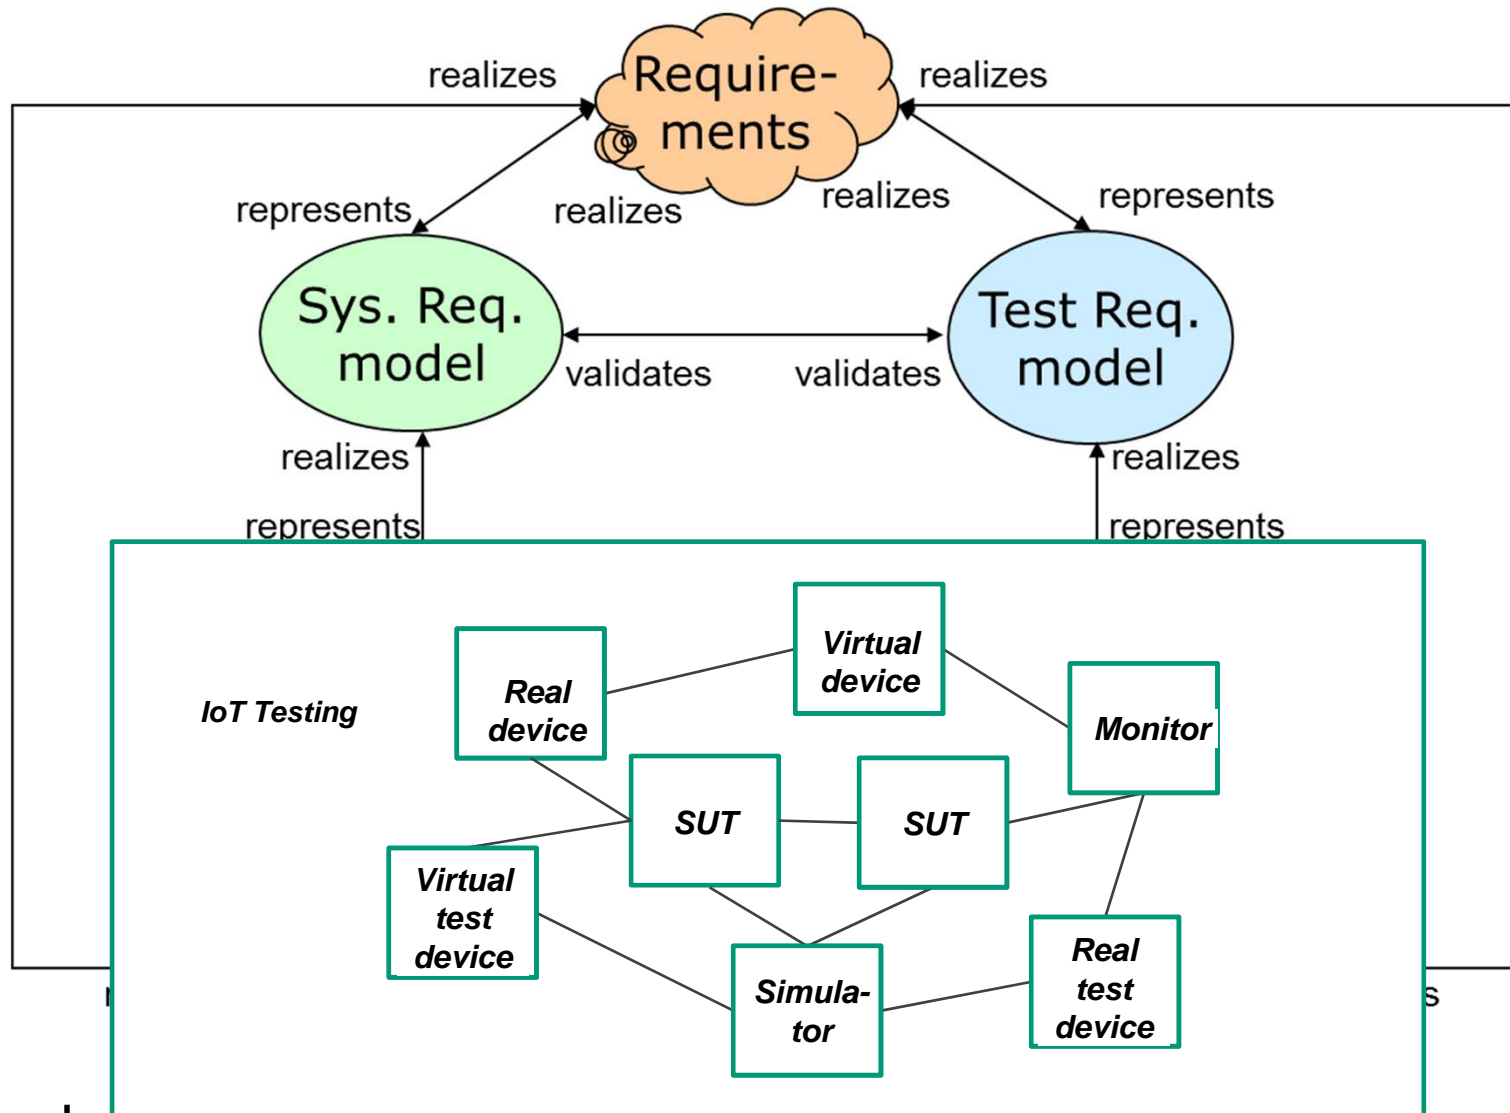 realizes
Require-
ments
realizes
represents
realizes
realizes
represents
Sys. Req.
model
Test Req.
model
validates
validates
realizes
realizes
represents
represents
IoT Testing
Real
device
Virtual
device
Monitor
SUT
SUT
Virtual
test
device
Simula-
tor
Real
test
device